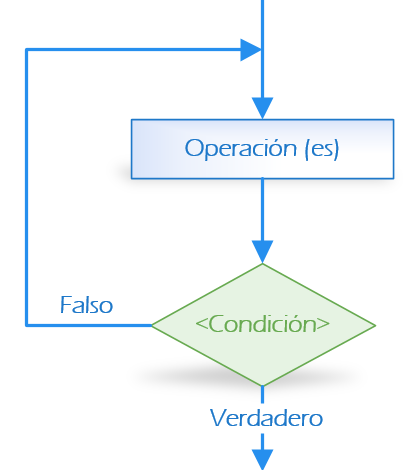 Operación (es)
Falso
<Condición>
Verdadero